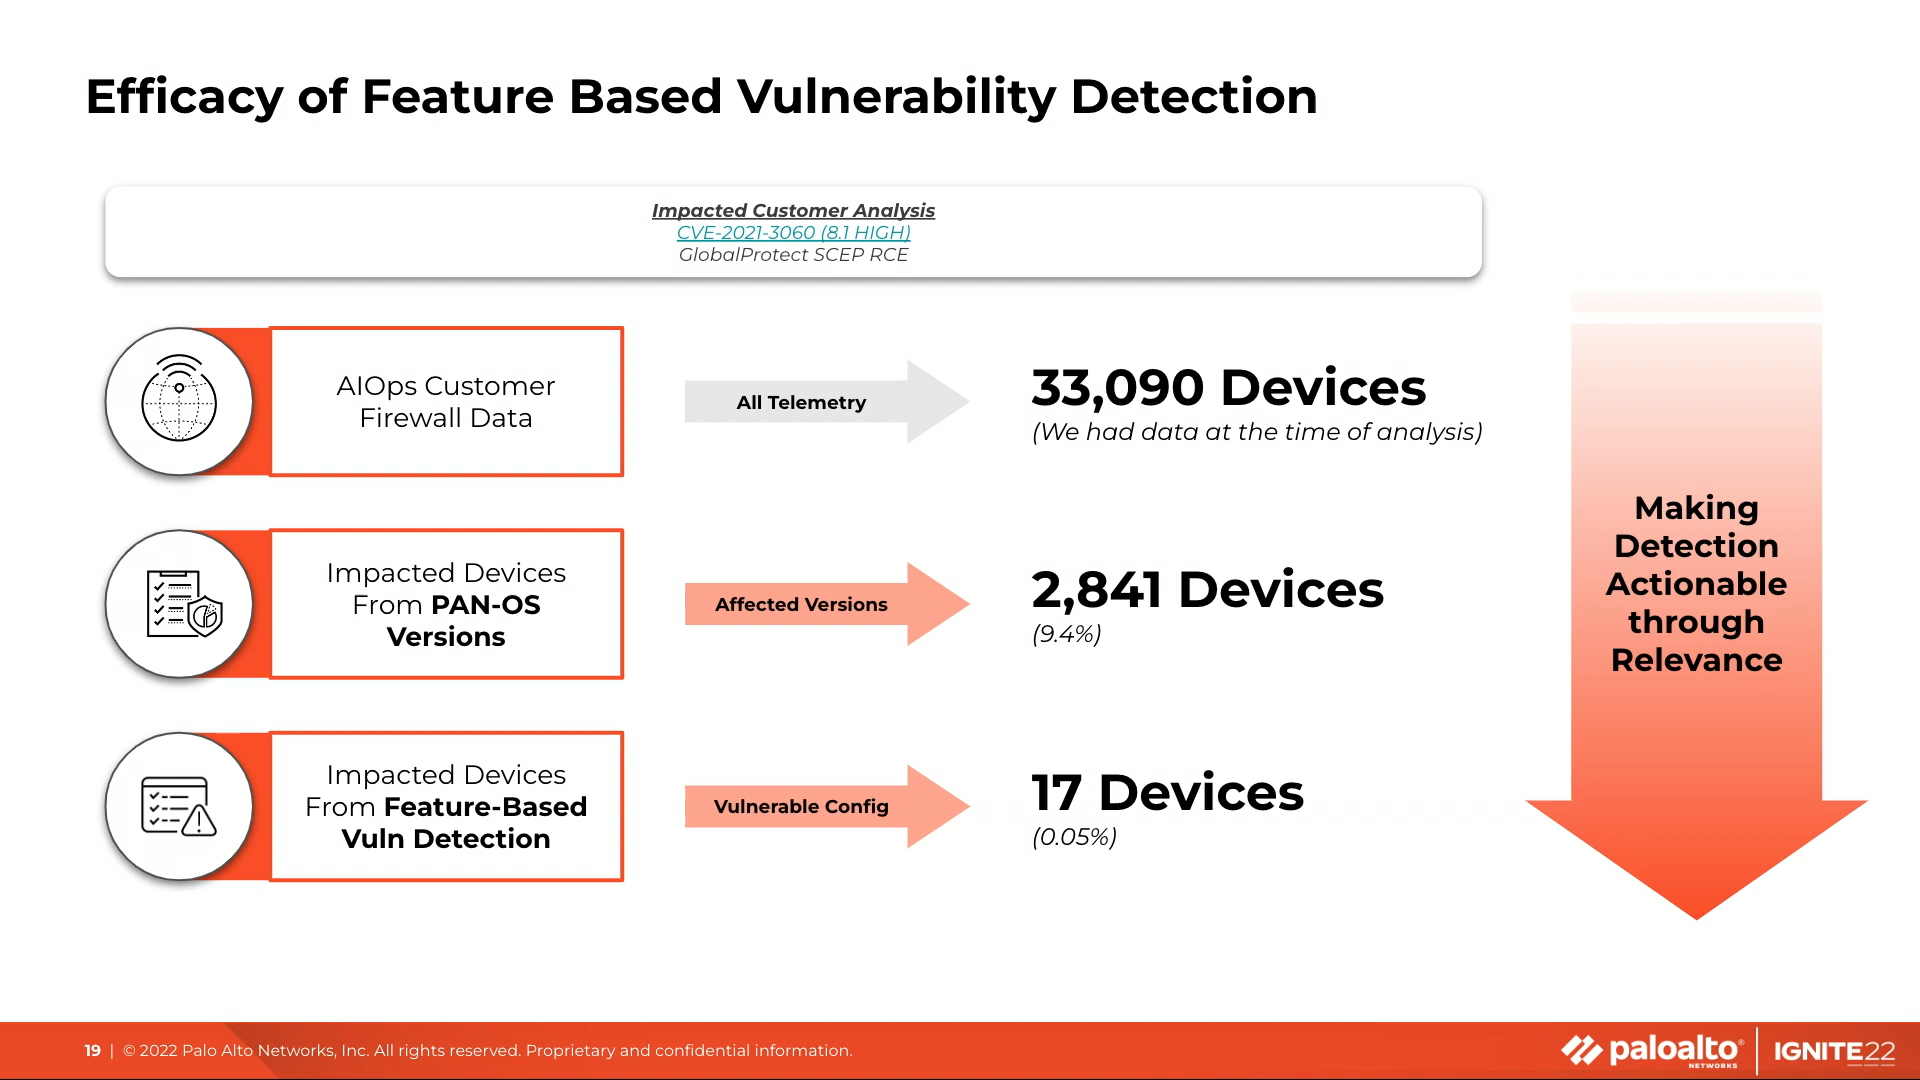 Efficacy of Feature Based Vulnerability Detection
Impacted Customer Analysis
CVE-2021-3060 (8.1 HIGH)
GlobalProtect SCEP RCE
AIOps Customer
Firewall Data
All Telemetry
33,090 Devices
(We had data at the time of analysis)
Impacted Devices
From PAN-OS
Versions
Affected Versions
2,841 Devices
(9.4%)
Impacted Devices
From Feature-Based
Vuln Detection
Vulnerable Config
17 Devices
(0.05%)
Making
Detection
Actionable
through
Relevance
19 | © 2022 Palo Alto Networks, Inc. All rights reserved. Proprietary and confidential information.
paloalto®
NETWORKS
IGNITE22